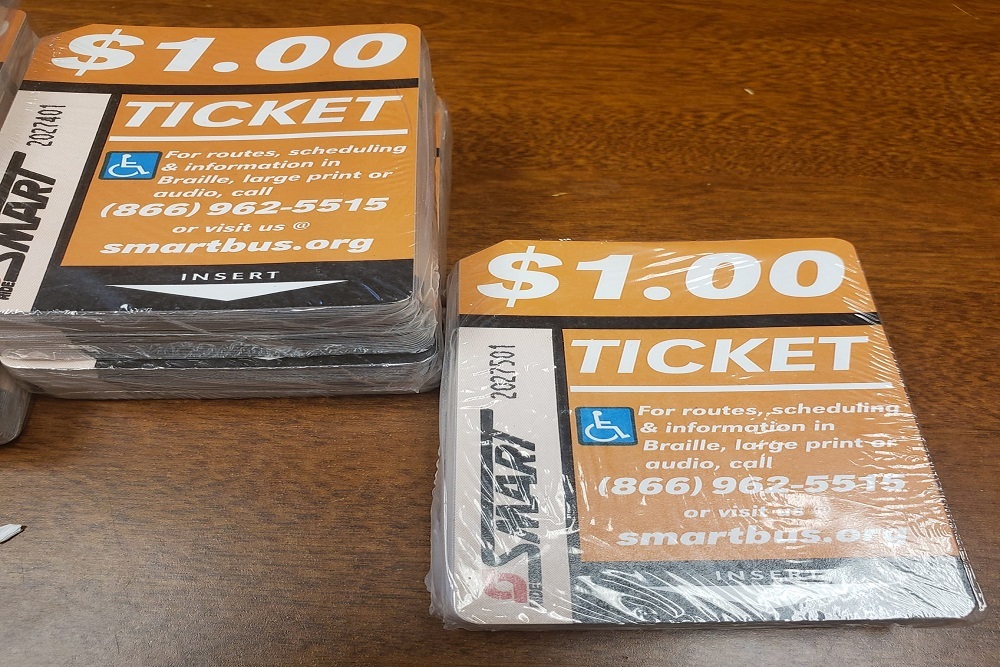 $1.00
TICKET
2027401
RIDE SMART
For routes, scheduling
& information in
Braille, large print or
audio, call
(866) 962-5515
or visit us @
smartbus.org
INSERT
$1.00
TICKET
2027501
RIDE SMART
For routes, scheduling
& information in
Braille, large print or
audio, call
(866) 962-5515
or visit us @
smartbus.org
INSERT